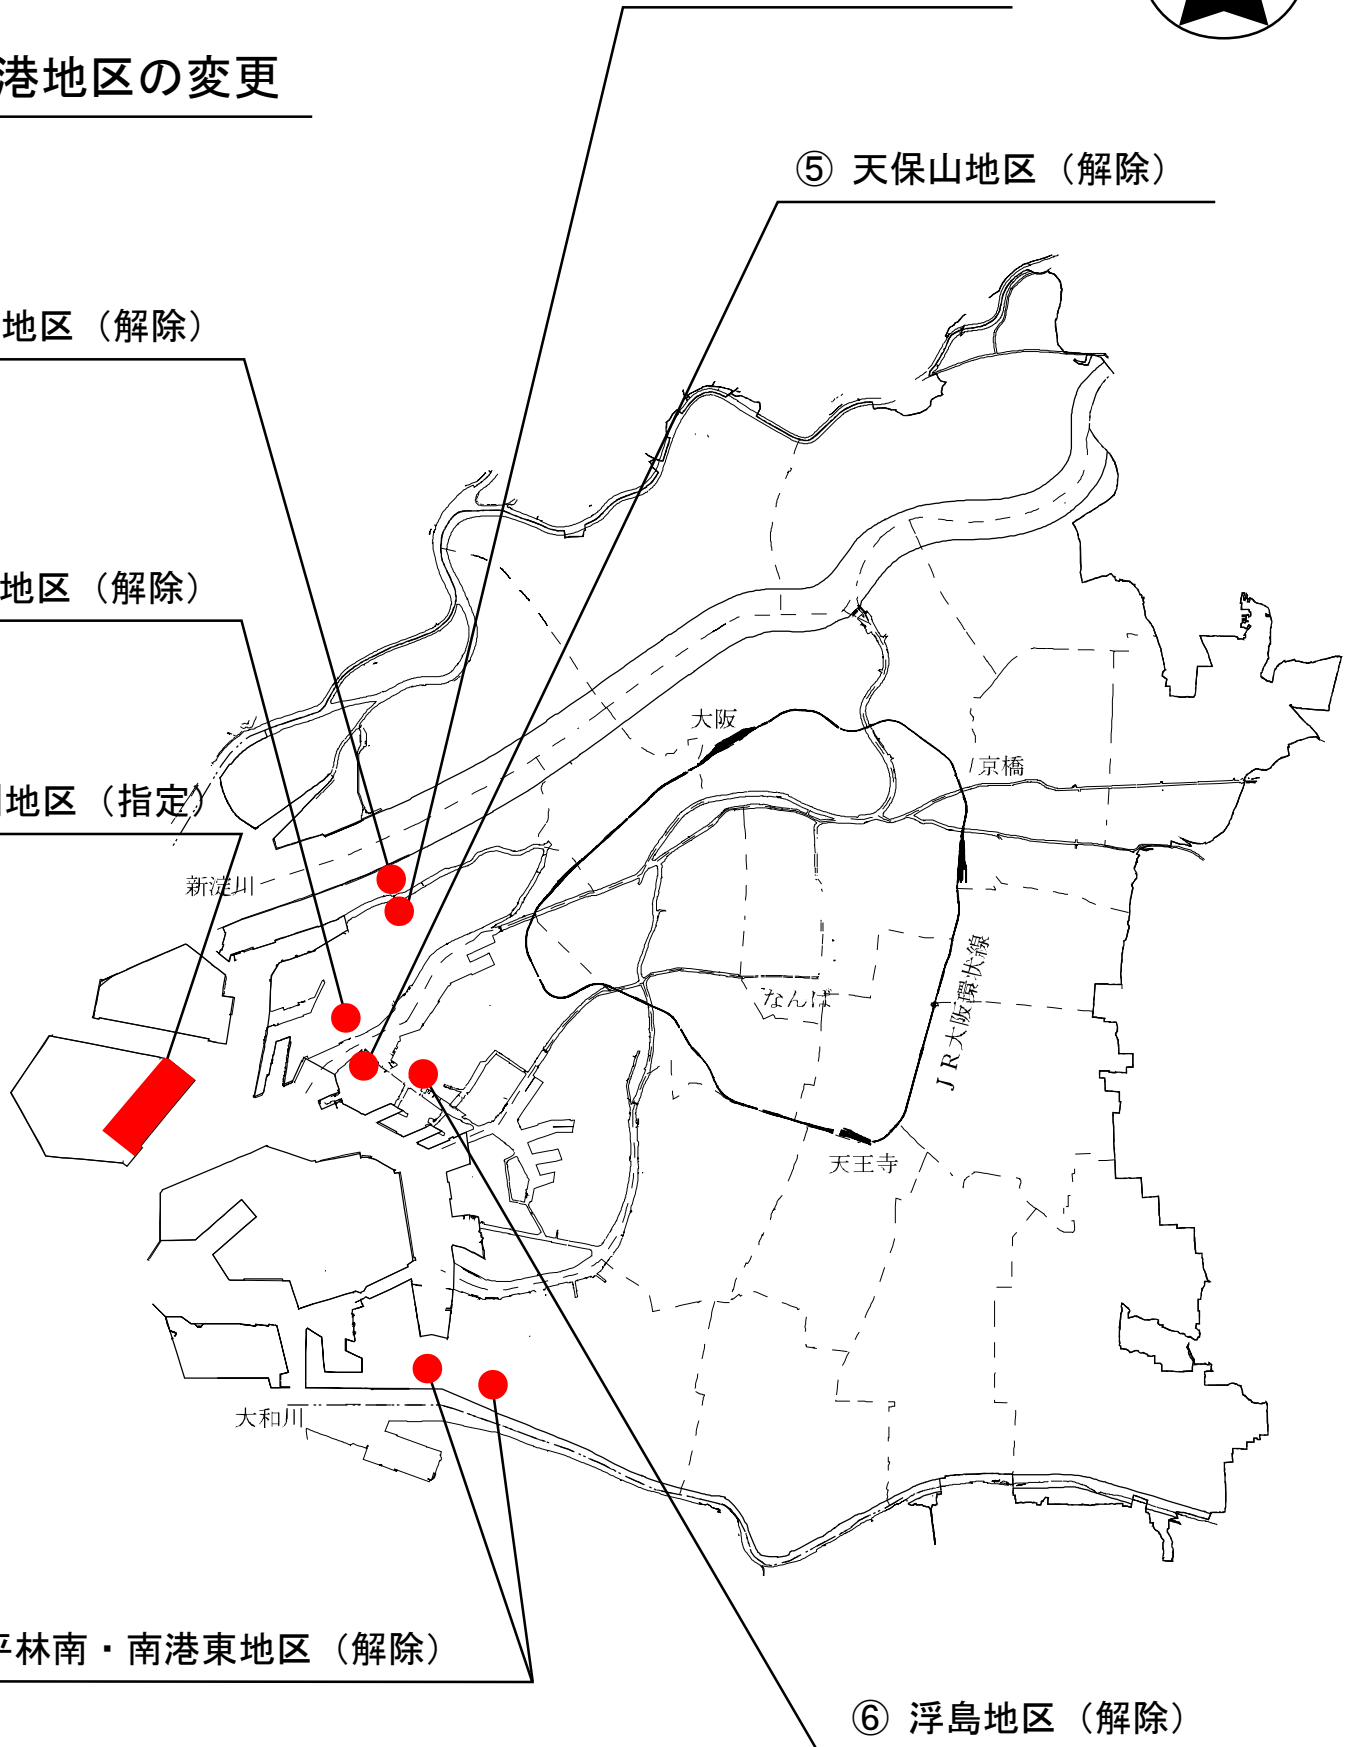 港地区の変更
⑤ 天保山地区（解除）
地区（解除）
地区（解除）
大阪
京橋
地区（指定）
新淀川
なんば
JR大阪環状線
天王寺
大和川
平林南・南港東地区（解除）
⑥ 浮島地区（解除）